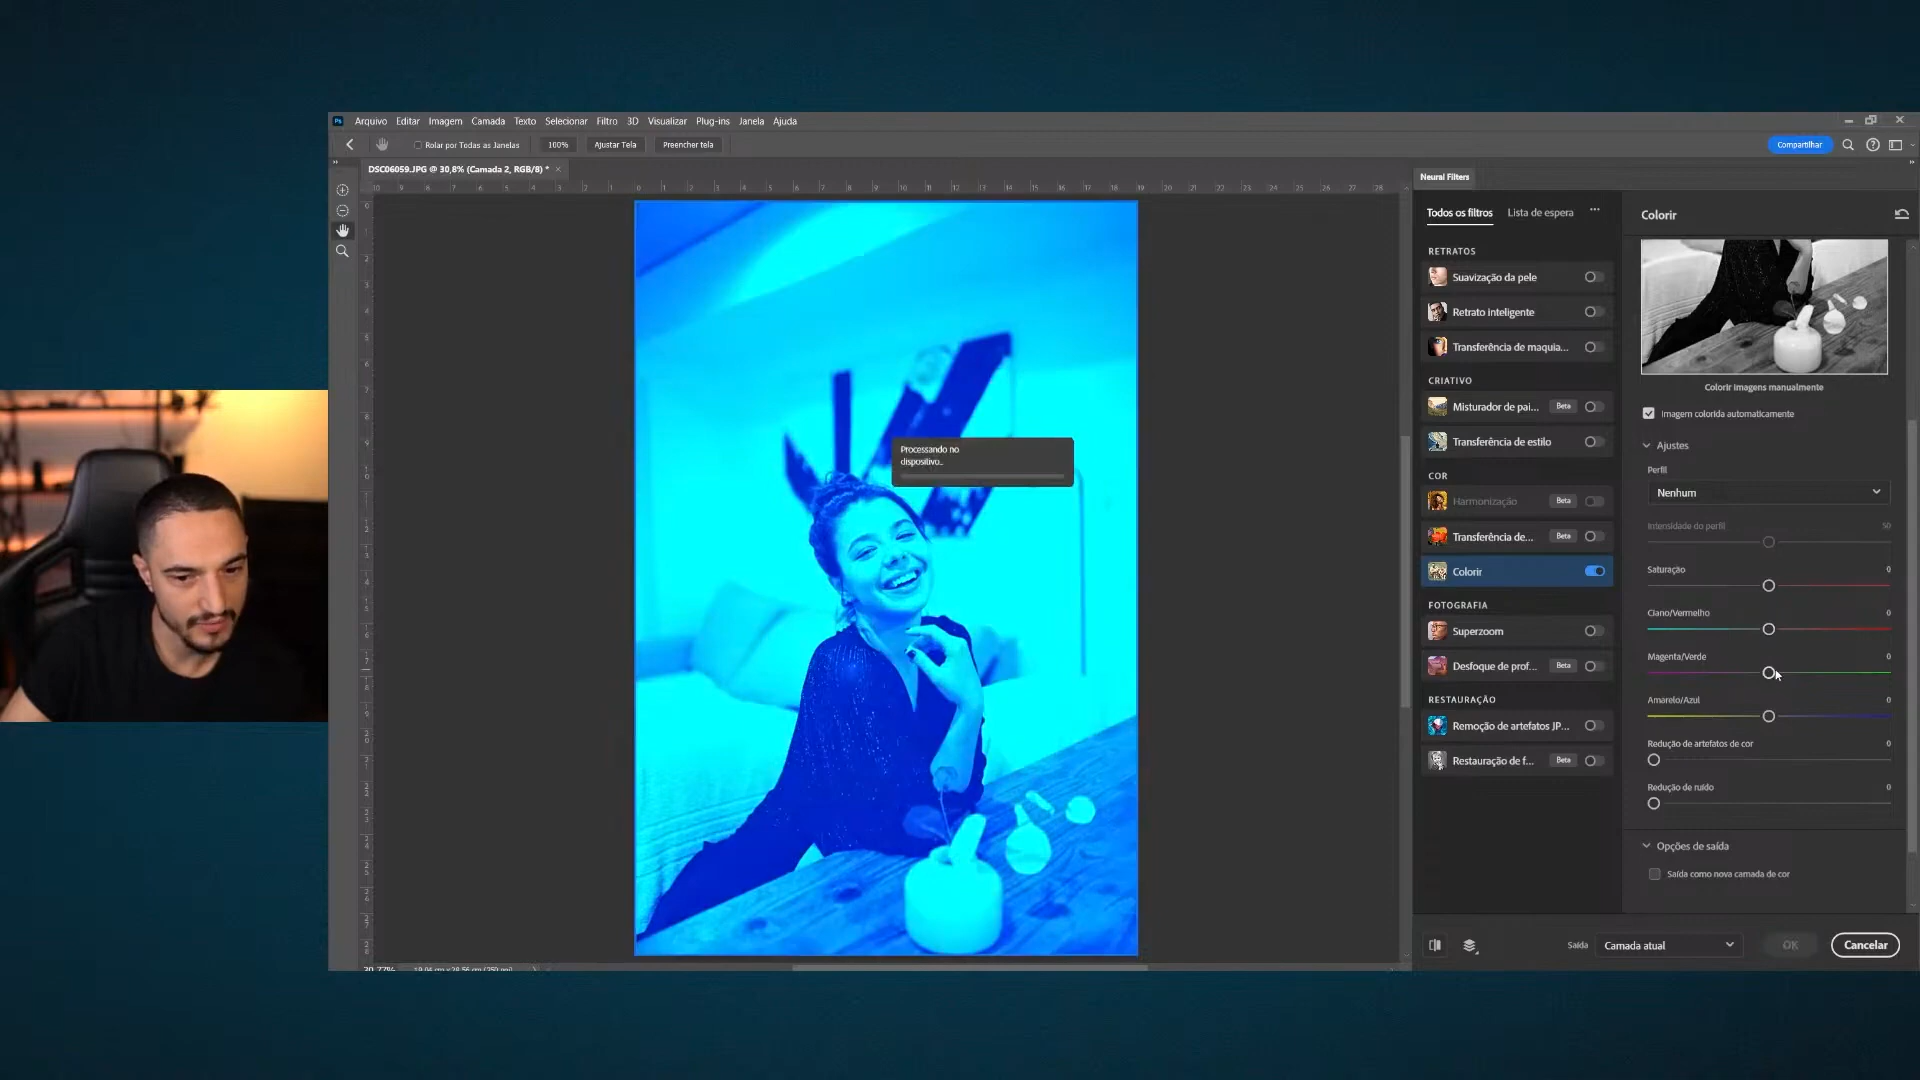 Ps Arquivo Editar Imagem Camada Texto Selecionar Filtro 3D Visualizar Plug-ins Janela Ajuda
Rolar por Todas as Janelas 100% Ajustar Tela Preencher tela Compartilhar
DSC06059.JPG @ 30,8% (Camada 2, RGB/8) *
Neural Filters
Todos os filtros Lista de espera
RETRATOS
Suavização da pele
Retrato inteligente
Transferência de maquia...
CRIATIVO
Misturador de pai... Beta
Transferência de estilo
COR
Harmonização Beta
Transferência de... Beta
Colorir
FOTOGRAFIA
Superzoom
Desfoque de prof... Beta
RESTAURAÇÃO
Remoção de artefatos JP...
Restauração de f... Beta
Colorir
Colorir imagens manualmente
Imagem colorida automaticamente
Ajustes
Perfil
Nenhum
Intensidade do perfil 50
Saturação 0
Ciano/Vermelho 0
Magenta/Verde 0
Amarelo/Azul 0
Redução de artefatos de cor 0
Redução de ruído 0
Opções de saída
Saída como nova camada de cor
Saída Camada atual OK Cancelar
Processando no
dispositivo...